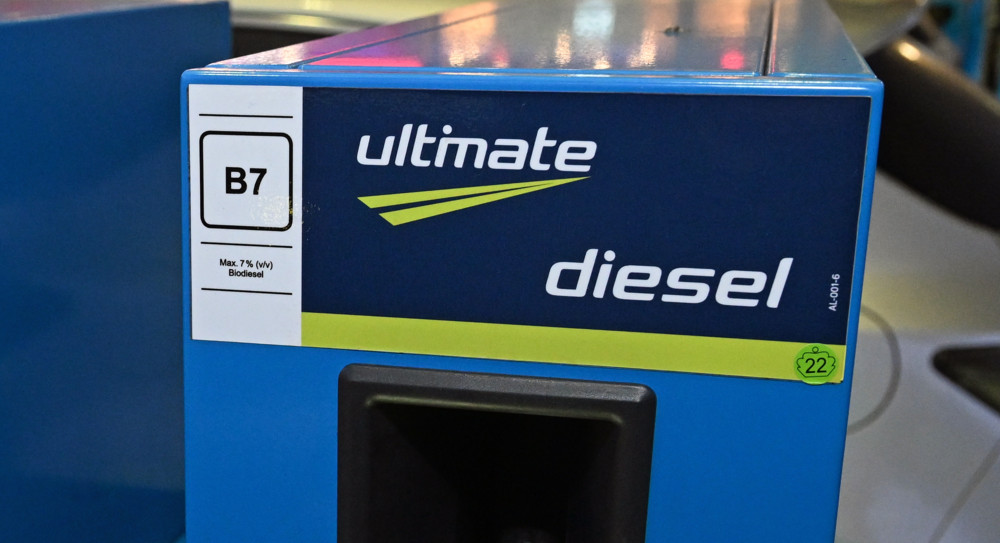 B7
Max. 7% (v/v)
Biodiesel
ultimate
diesel
AL-001-6
22